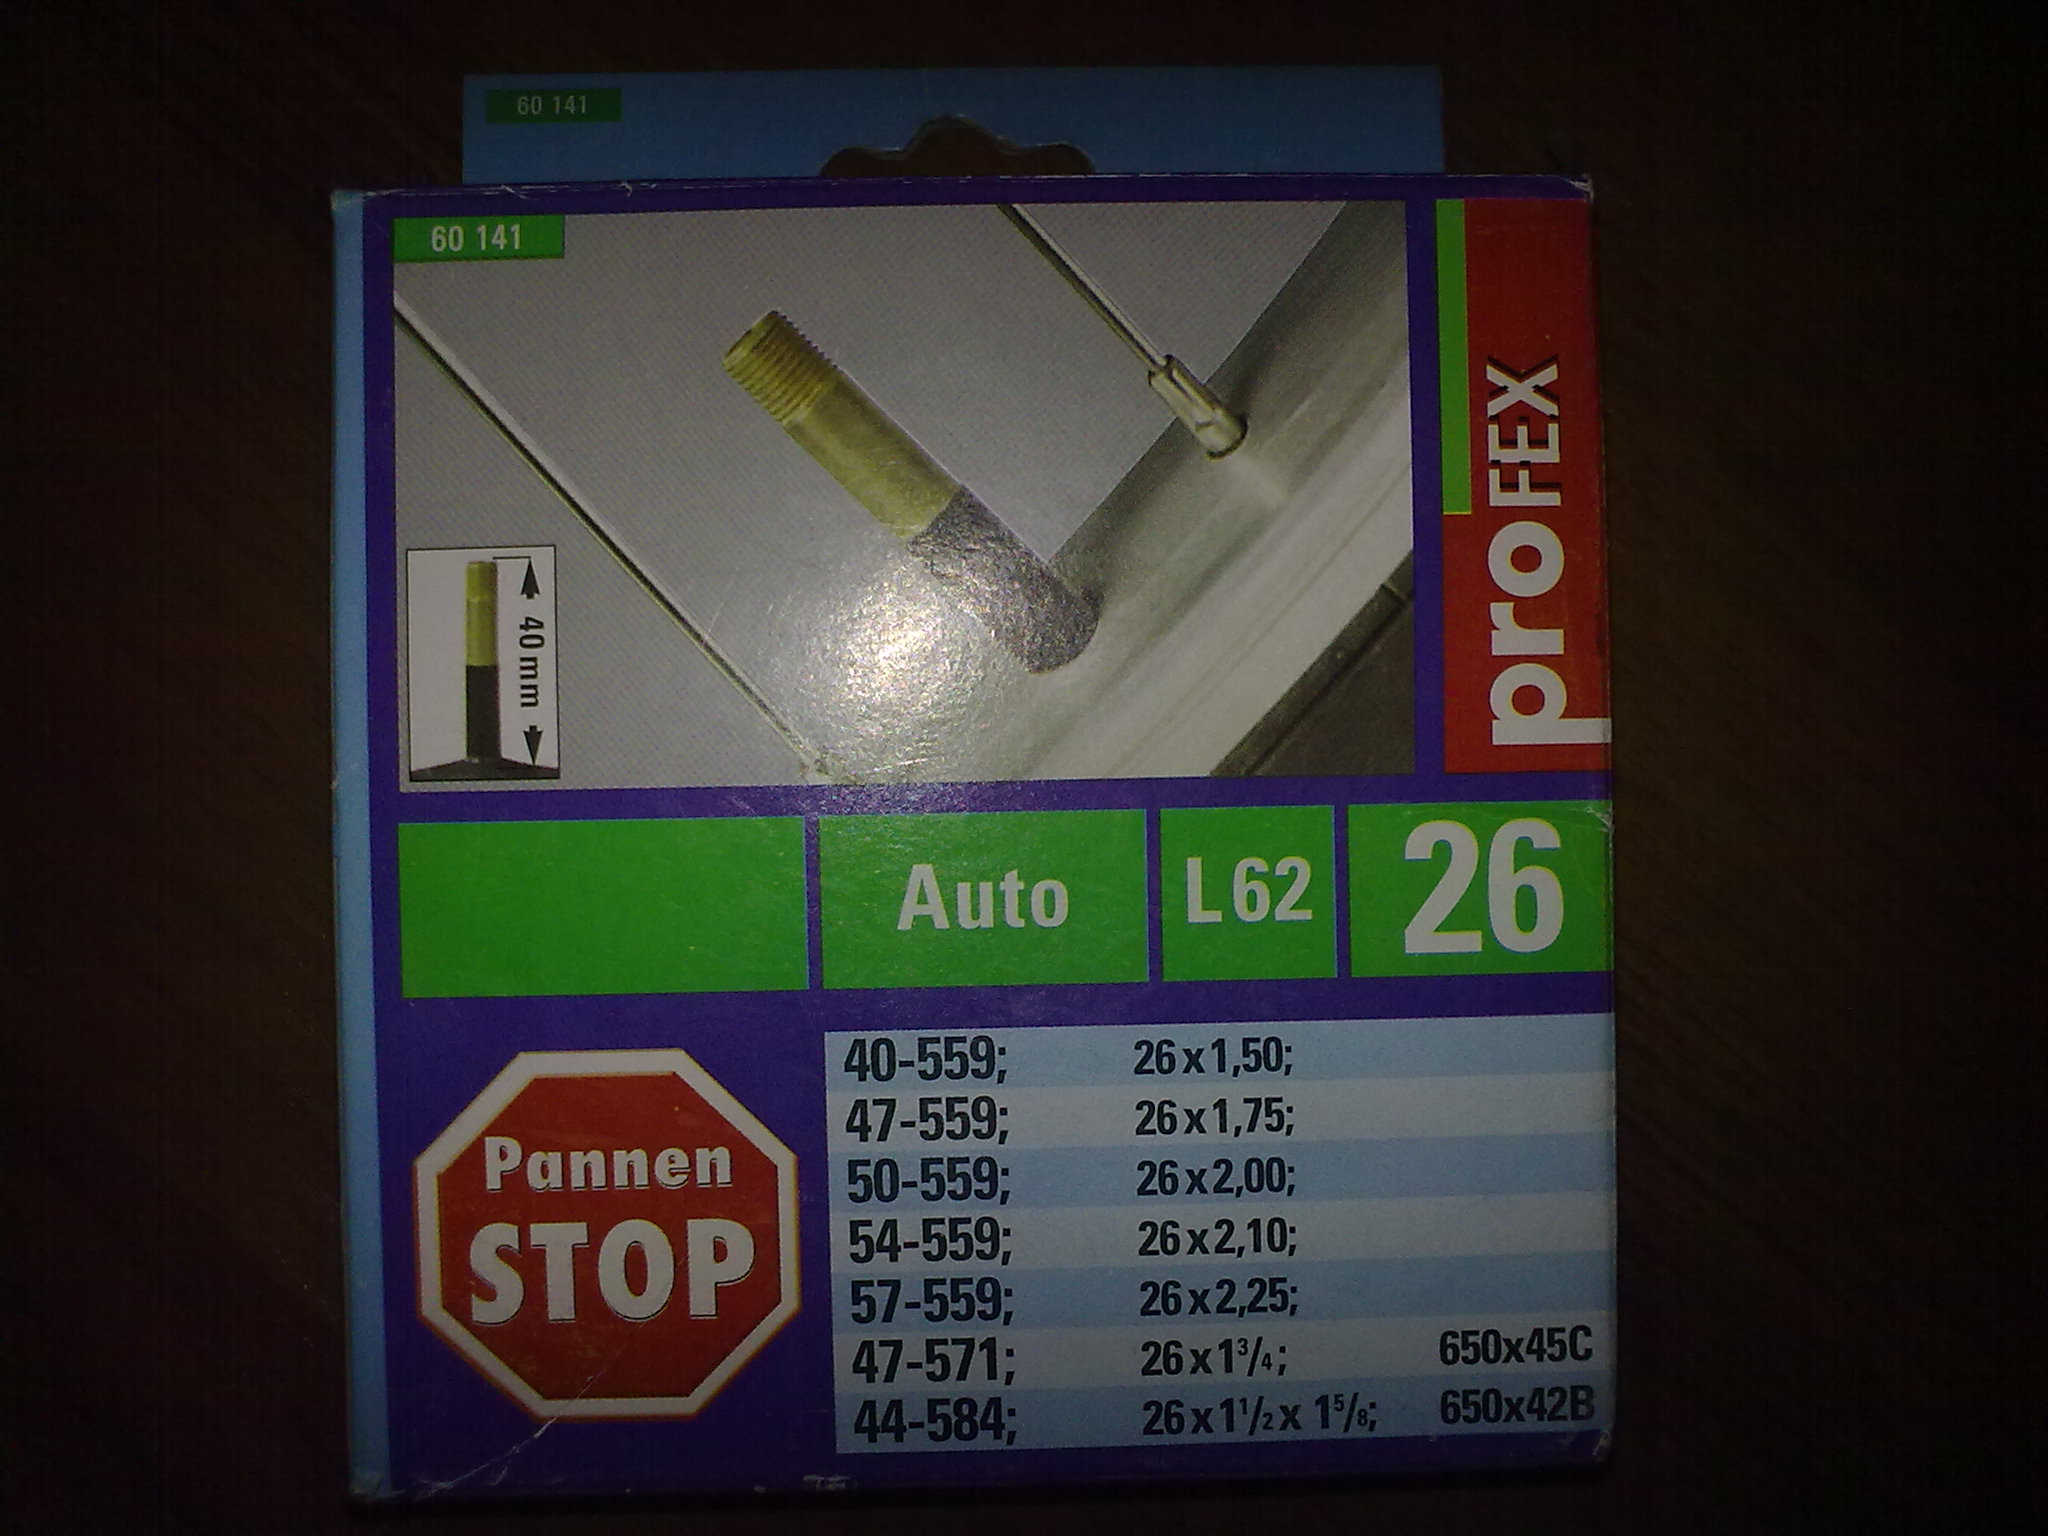 60 141
60 141
proFEX
40 mm
Auto
L 62
26
Pannen
STOP
40-559; 26 x 1,50;
47-559; 26 x 1,75;
50-559; 26 x 2,00;
54-559; 26 x 2,10;
57-559; 26 x 2,25;
47-571; 26 x 1 3/4; 650x45C
44-584; 26 x 1 1/2 x 1 5/8; 650x42B